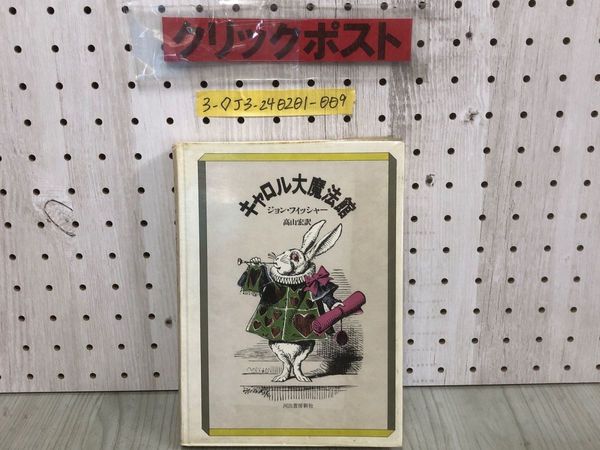 クリックポスト
3-◇J3-240201-009
キャロル大魔法館
ジョン・フィッシャー
高山宏訳
河出書房新社